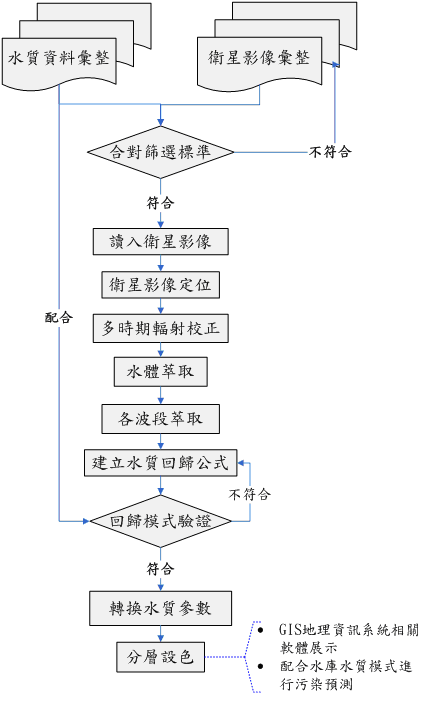 水質資料彙整
衛星影像彙整
合對篩選標準
不符合
符合
讀入衛星影像
衛星影像定位
配合
多時期輻射校正
水體萃取
各波段萃取
建立水質回歸公式
不符合
回歸模式驗證
符合
轉換水質參數
分層設色
● GIS地理資訊系統相關
軟體展示
● 配合水庫水質模式進
行污染預測